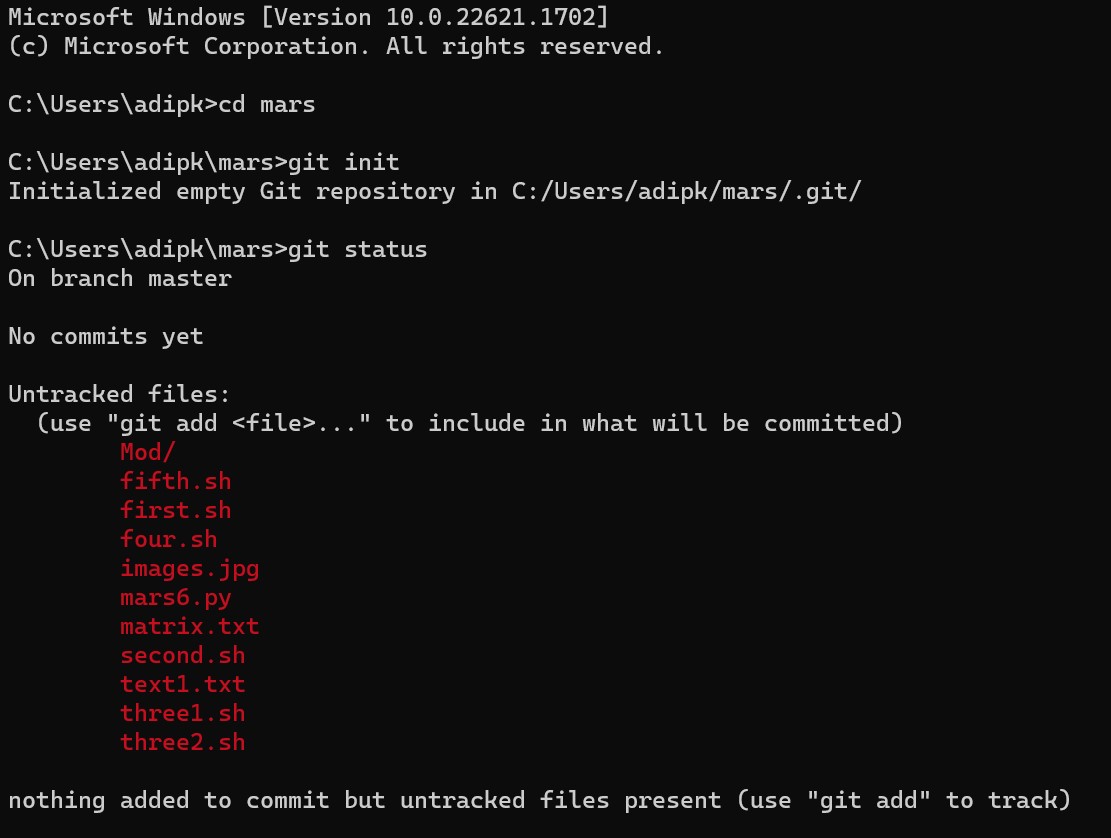 Microsoft Windows [Version 10.0.22621.1702]
(c) Microsoft Corporation. All rights reserved.
C:\Users\adipk>cd mars
C:\Users\adipk\mars>git init
Initialized empty Git repository in C:/Users/adipk/mars/.git/
C:\Users\adipk\mars>git status
On branch master
No commits yet
Untracked files:
  (use "git add <file>..." to include in what will be committed)
        Mod/
        fifth.sh
        first.sh
        four.sh
        images.jpg
        mars6.py
        matrix.txt
        second.sh
        text1.txt
        three1.sh
        three2.sh
nothing added to commit but untracked files present (use "git add" to track)